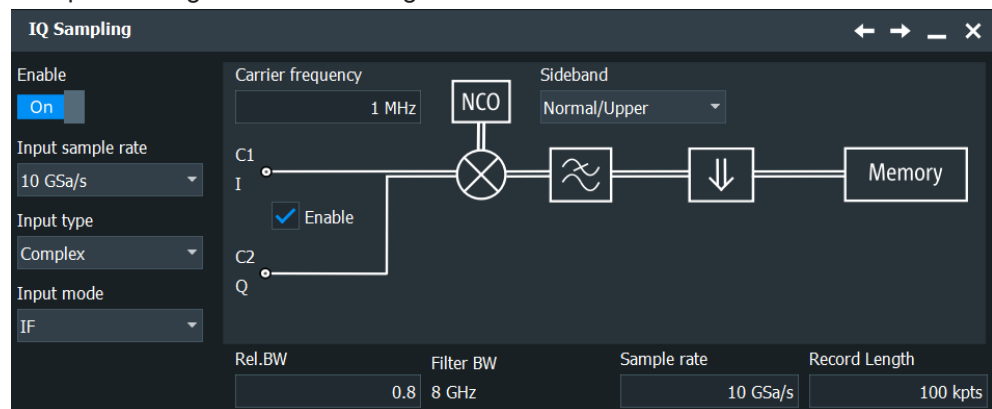 IQ Sampling
Enable
On
Input sample rate
10 GSa/s
Input type
Complex
Input mode
IF
Carrier frequency
1 MHz
NCO
Sideband
Normal/Upper
C1
I
Enable
C2
Q
Memory
Rel.BW
0.8
Filter BW
8 GHz
Sample rate
10 GSa/s
Record Length
100 kpts